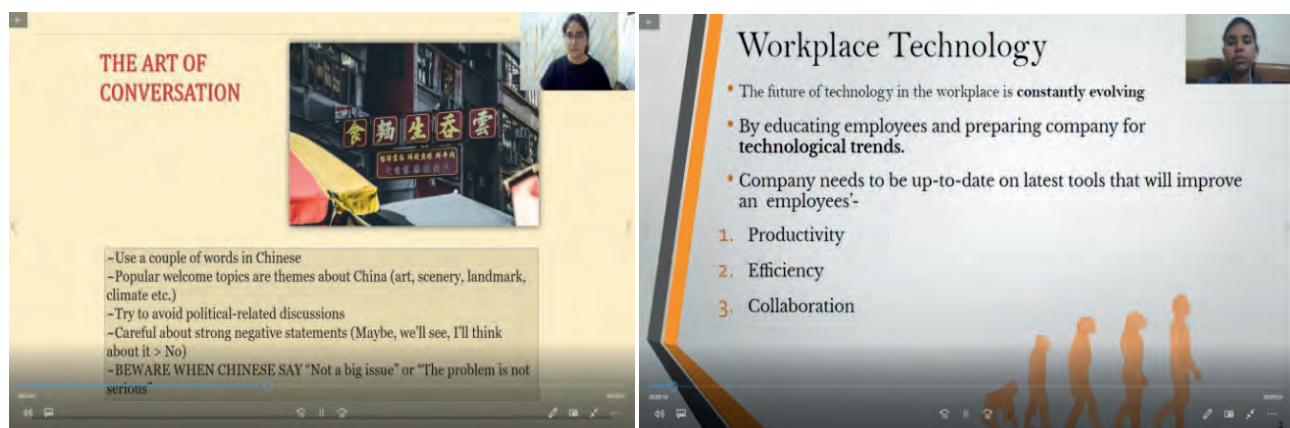 THE ART OF
CONVERSATION
食麵生吞雲
~Use a couple of words in Chinese
~Popular welcome topics are themes about China (art, scenery, landmark,
climate etc.)
~Try to avoid political-related discussions
~Careful about strong negative statements (Maybe, we'll see, I'll think
about it > No)
~BEWARE WHEN CHINESE SAY "Not a big issue" or "The problem is not
serious"
Workplace Technology
• The future of technology in the workplace is constantly evolving
• By educating employees and preparing company for
technological trends.
• Company needs to be up-to-date on latest tools that will improve
an employees'-
1. Productivity
2. Efficiency
3. Collaboration